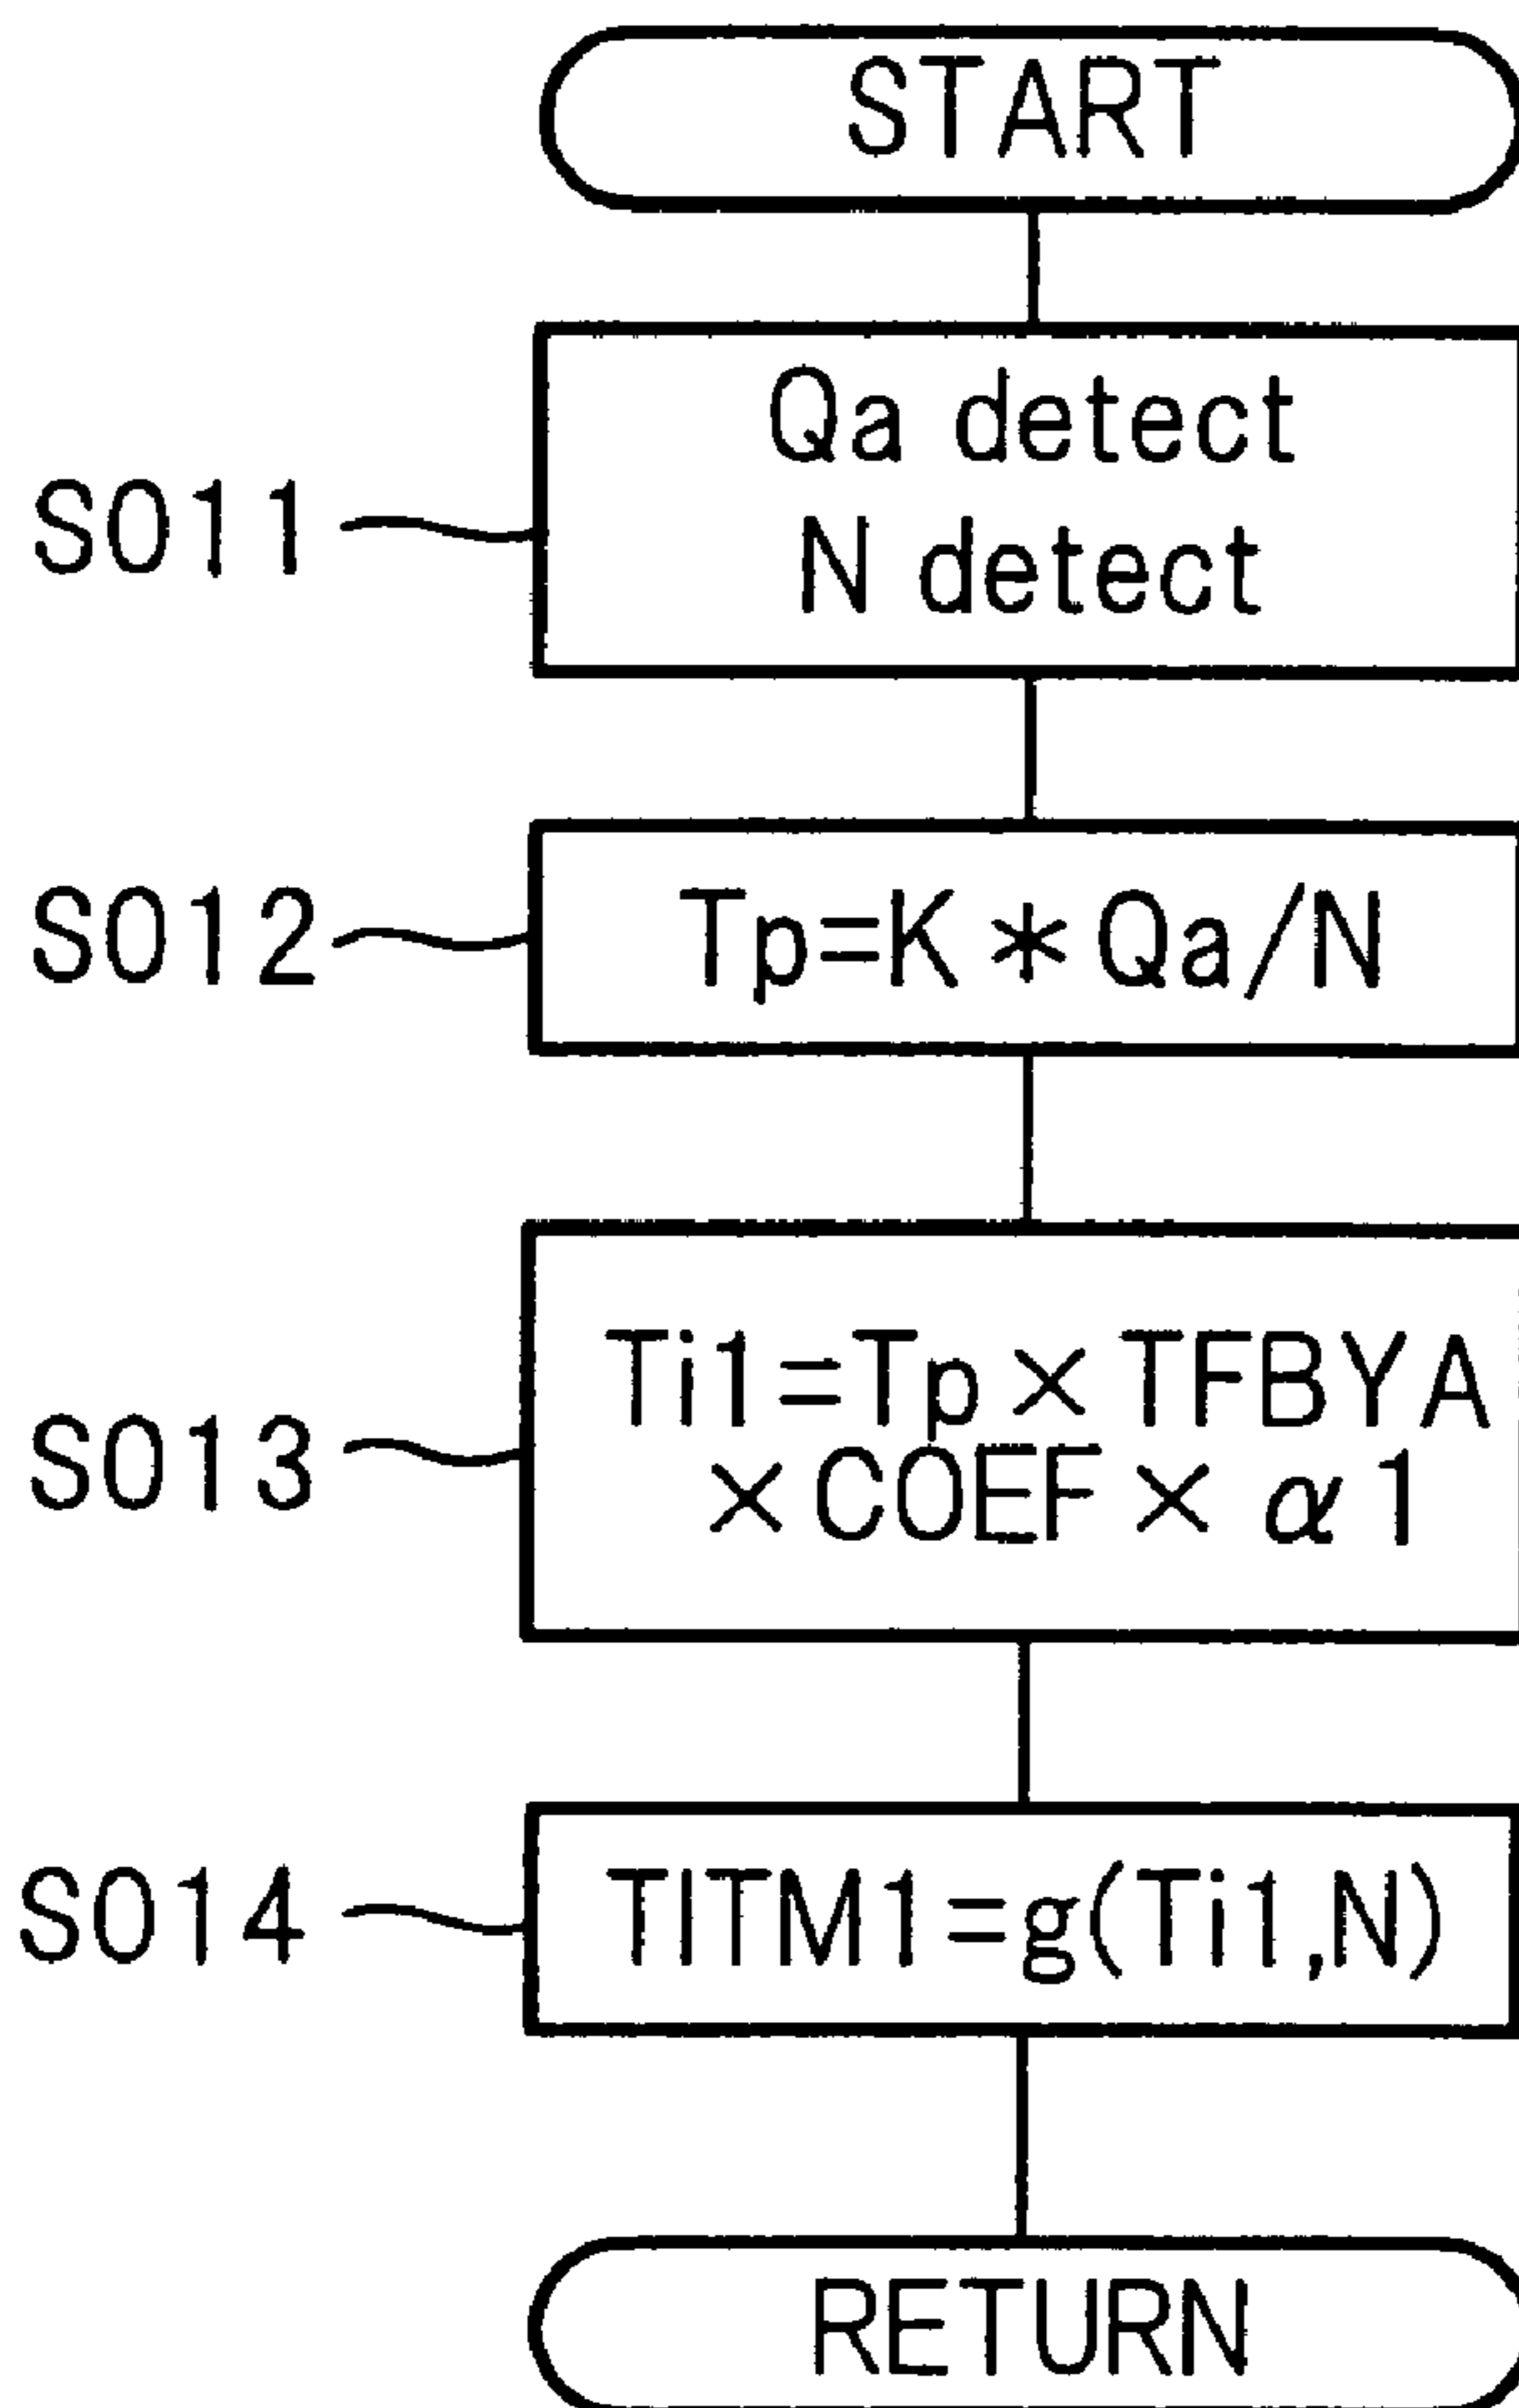 START
Qa detect
N detect
S011
Tp=K*Qa/N
S012
Ti1=Tp×TFBYA
×COEF×α1
S013
TITM1=g(Ti1,N)
S014
RETURN